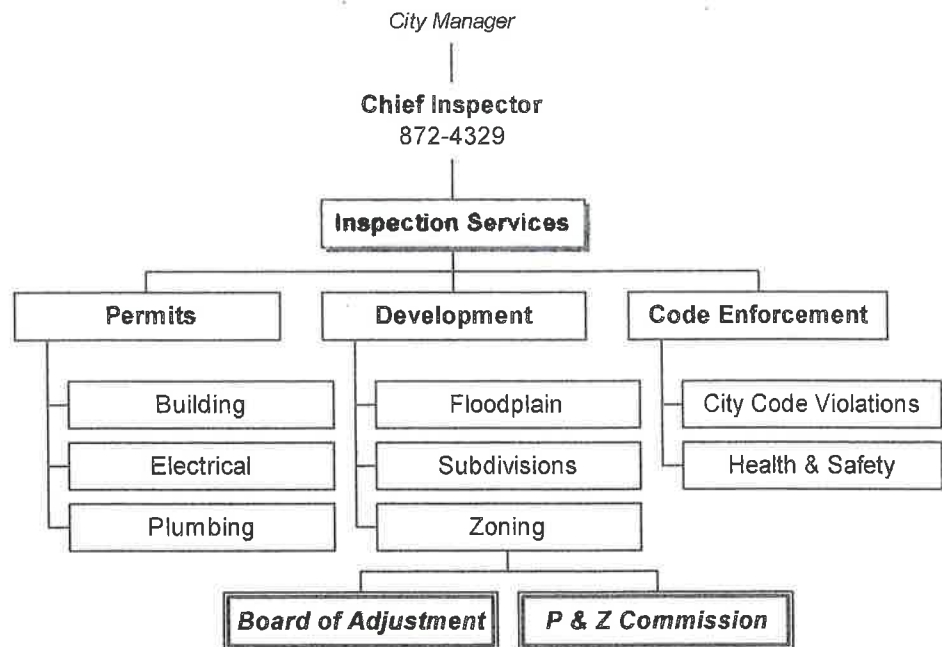 City Manager
Chief Inspector
872-4329
Inspection Services
Permits
Development
Code Enforcement
Building
Floodplain
City Code Violations
Electrical
Subdivisions
Health & Safety
Plumbing
Zoning
Board of Adjustment
P & Z Commission